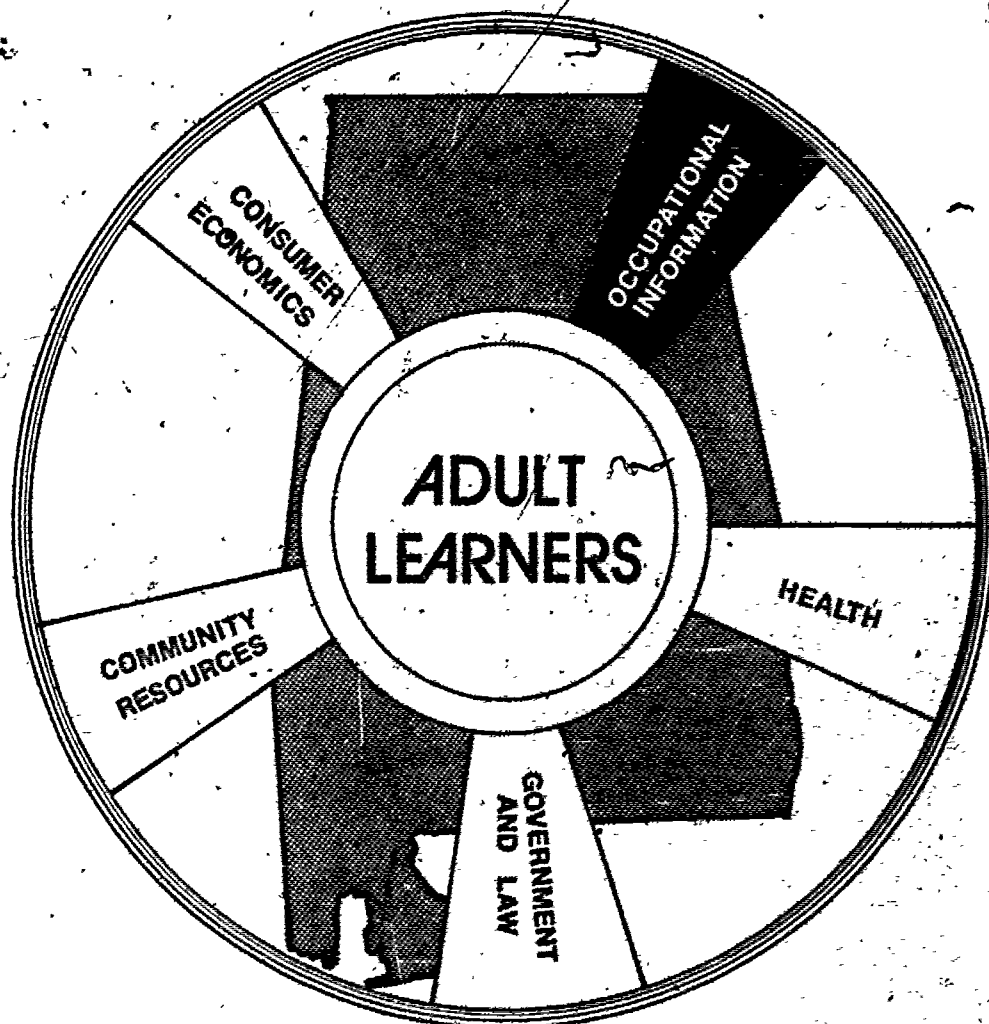 CONSUMER
ECONOMICS
OCCUPATIONAL
INFORMATION
ADULT
LEARNERS
HEALTH
COMMUNITY
RESOURCES
GOVERNMENT
AND LAW